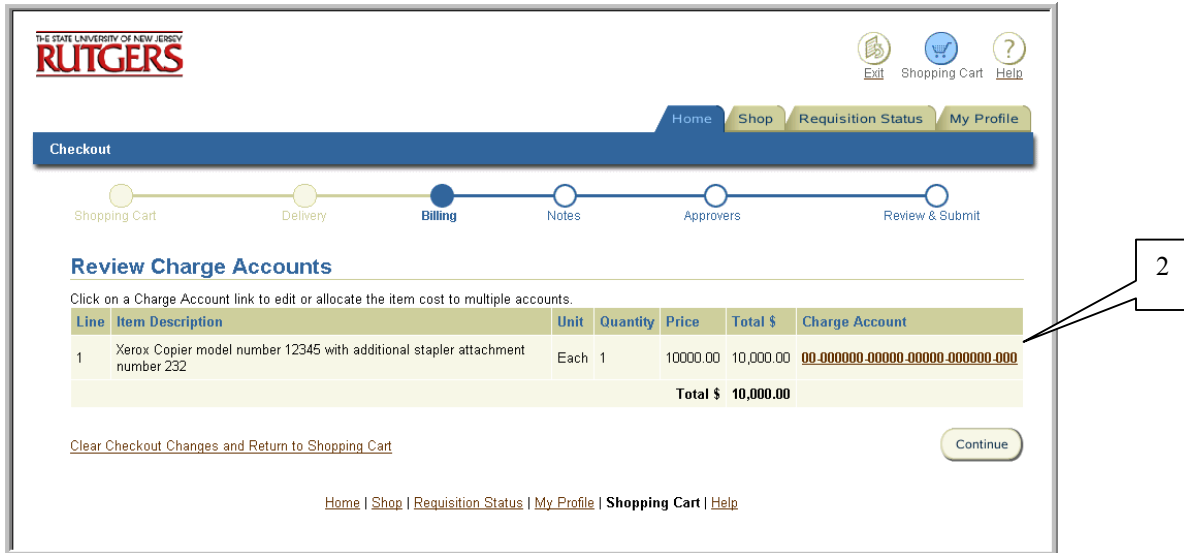 THE STATE UNIVERSITY OF NEW JERSEY
RUTGERS
Exit Shopping Cart Help
Home Shop Requisition Status My Profile
Checkout
Shopping Cart Delivery Billing Notes Approvers Review & Submit
Review Charge Accounts
Click on a Charge Account link to edit or allocate the item cost to multiple accounts.
Line Item Description Unit Quantity Price Total $ Charge Account
1 Xerox Copier model number 12345 with additional stapler attachment
number 232 Each 1 10000.00 10,000.00 00-000000-00000-00000-000000-000
Total $ 10,000.00
Clear Checkout Changes and Return to Shopping Cart
Continue
Home | Shop | Requisition Status | My Profile | Shopping Cart | Help
2